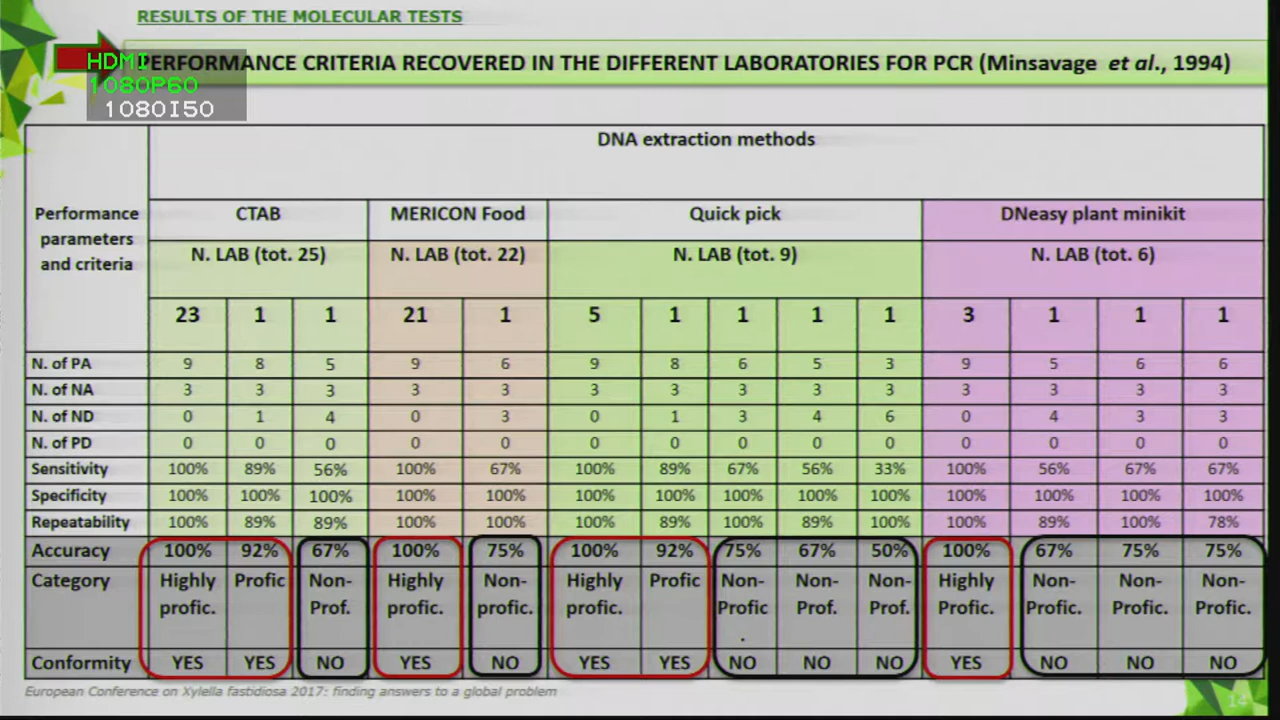 RESULTS OF THE MOLECULAR TESTS
HDMI
1080P60
1080I50
PERFORMANCE CRITERIA RECOVERED IN THE DIFFERENT LABORATORIES FOR PCR (Minsavage et al., 1994)
DNA extraction methods
Performance parameters and criteria
CTAB MERICON Food Quick pick DNeasy plant minikit
N. LAB (tot. 25) N. LAB (tot. 22) N. LAB (tot. 9) N. LAB (tot. 6)
23 1 1 21 1 5 1 1 1 1 3 1 1 1
N. of PA 9 8 5 9 6 9 8 6 5 3 9 5 6 6
N. of NA 3 3 3 3 3 3 3 3 3 3 3 3 3 3
N. of ND 0 1 4 0 3 0 1 3 4 6 0 4 3 3
N. of PD 0 0 0 0 0 0 0 0 0 0 0 0 0 0
Sensitivity 100% 89% 56% 100% 67% 100% 89% 67% 56% 33% 100% 56% 67% 67%
Specificity 100% 100% 100% 100% 100% 100% 100% 100% 100% 100% 100% 100% 100% 100%
Repeatability 100% 89% 89% 100% 100% 100% 89% 100% 89% 100% 100% 89% 100% 78%
Accuracy 100% 92% 67% 100% 75% 100% 92% 75% 67% 50% 100% 67% 75% 75%
Category Highly profic. Profic Non-Prof. Highly profic. Non-profic. Highly profic. Profic Non-Profic. Non-Prof. Non-Prof. Highly Profic. Non-Profic. Non-Profic. Non-Profic.
Conformity YES YES NO YES NO YES YES NO NO NO YES NO NO NO
European Conference on Xylella fastidiosa 2017: finding answers to a global problem
14